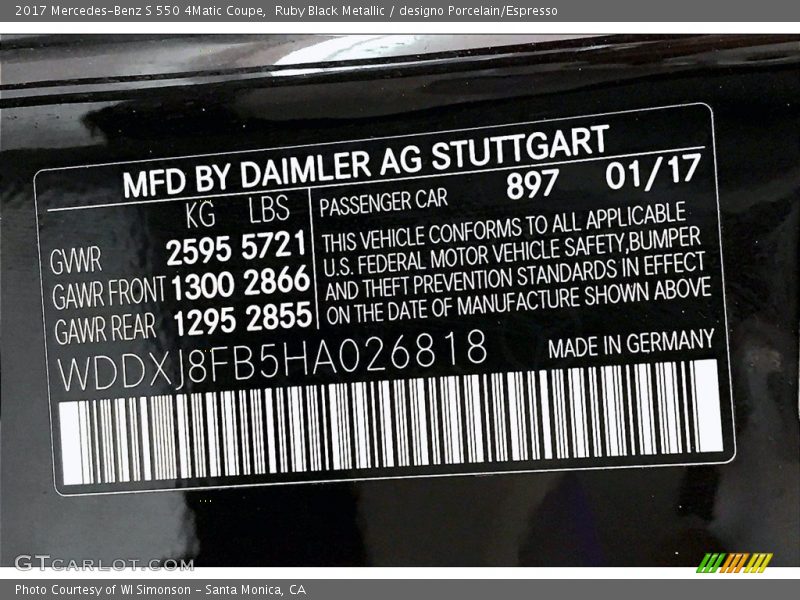 2017 Mercedes-Benz S 550 4Matic Coupe, Ruby Black Metallic / designo Porcelain/Espresso
MFD BY DAIMLER AG STUTTGART
KG LBS
GVWR 2595 5721
GAWR FRONT 1300 2866
GAWR REAR 1295 2855
PASSENGER CAR 897 01/17
THIS VEHICLE CONFORMS TO ALL APPLICABLE
U.S. FEDERAL MOTOR VEHICLE SAFETY,BUMPER
AND THEFT PREVENTION STANDARDS IN EFFECT
ON THE DATE OF MANUFACTURE SHOWN ABOVE
WDDXJ8FB5HA026818
MADE IN GERMANY
GTCARLOT.COM
Photo Courtesy of WI Simonson - Santa Monica, CA